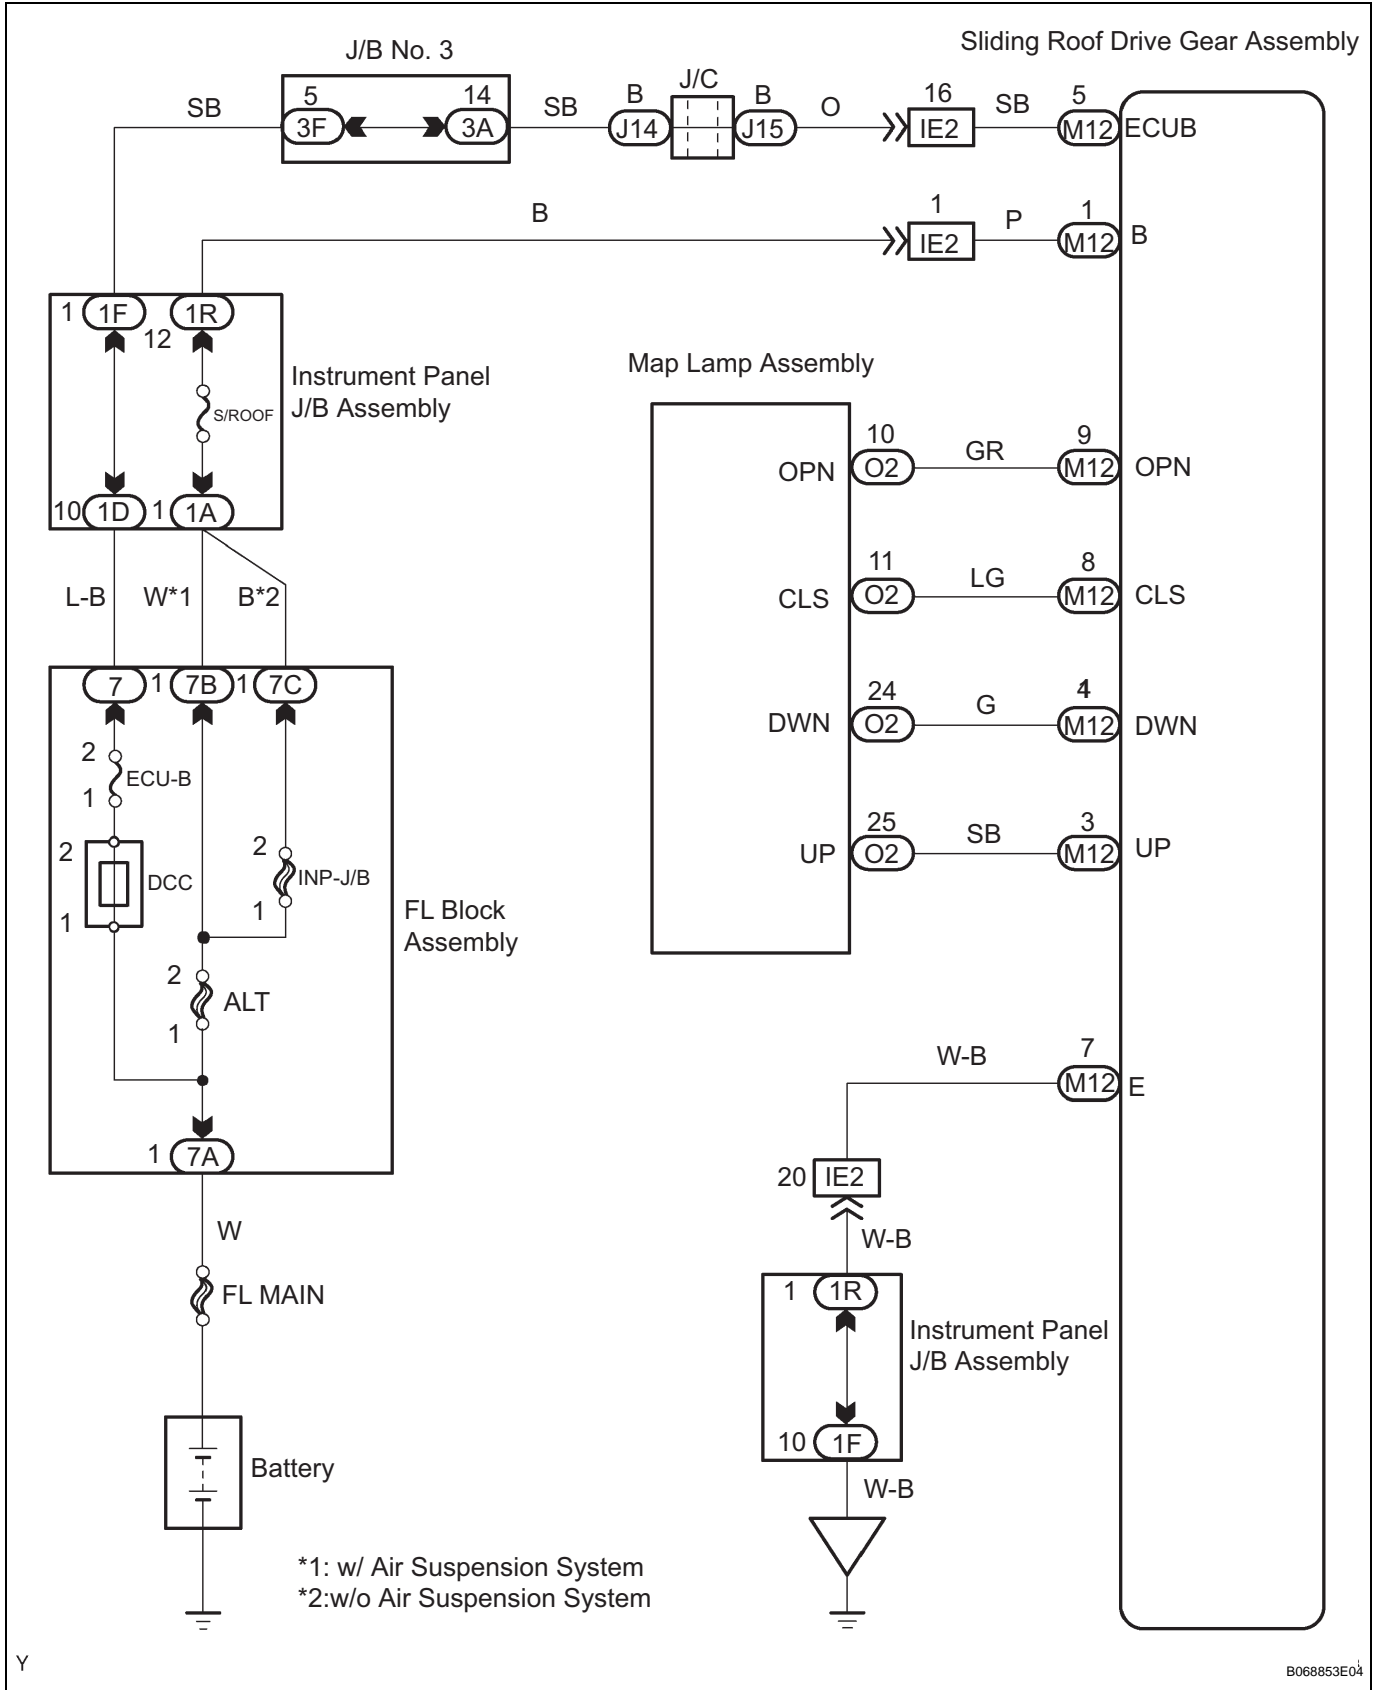 Sliding Roof Drive Gear Assembly
J/B No. 3
J/C
SB
5
3F
14
3A
SB
B
J14
B
J15
O
16
IE2
SB
5
M12
ECUB
B
1
IE2
P
1
M12
B
1
1F
12
1R
S/ROOF
Instrument Panel
J/B Assembly
10
1D
1
1A
L-B
W*1
B*2
7
1
7B
1
7C
2
ECU-B
1
2
DCC
1
2
INP-J/B
1
FL Block
Assembly
2
ALT
1
1
7A
W
FL MAIN
Battery
*1: w/ Air Suspension System
*2:w/o Air Suspension System
Map Lamp Assembly
OPN
10
O2
GR
9
M12
OPN
CLS
11
O2
LG
8
M12
CLS
DWN
24
O2
G
M12
DWN
UP
25
O2
SB
3
M12
UP
W-B
7
M12
E
20
IE2
W-B
1
1R
Instrument Panel
J/B Assembly
10
1F
W-B
Y
B068853E04